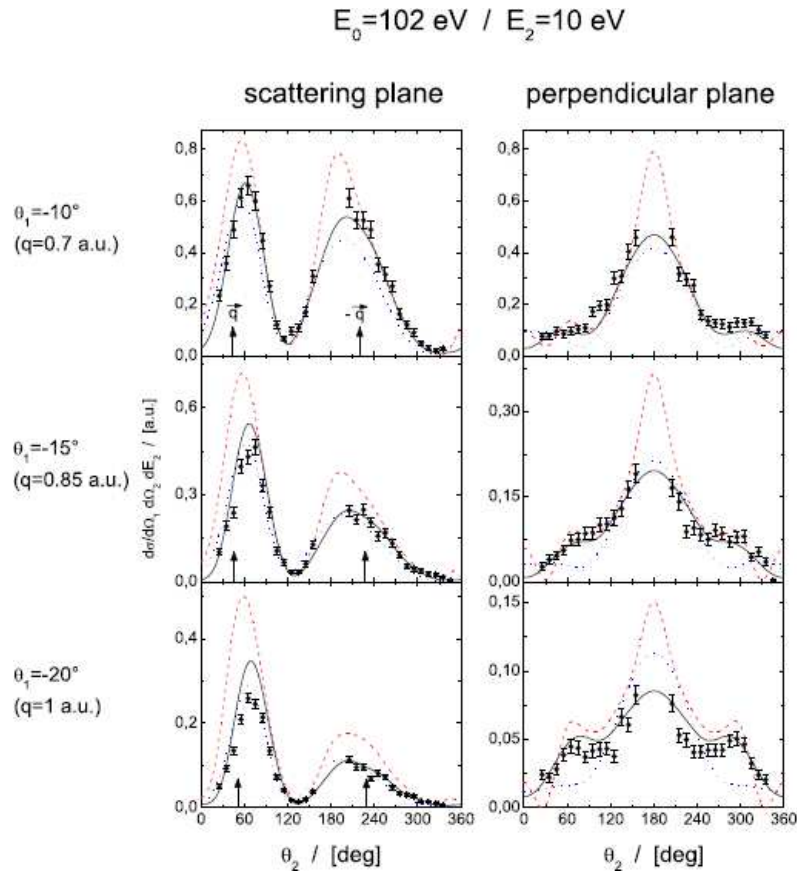 E0=102 eV / E2=10 eV
scattering plane
perpendicular plane
θ1=-10°
(q=0.7 a.u.)
0,8
0,6
0,4
0,2
0,0
q
-q
0,8
0,6
0,4
0,2
0,0
θ1=-15°
(q=0.85 a.u.)
dσ/dΩ1 dΩ2 dE2 / [a.u.]
0,6
0,3
0,0
0,30
0,15
0,00
θ1=-20°
(q=1 a.u.)
0,4
0,2
0,0
0,15
0,10
0,05
0,00
0 60 120 180 240 300 360
0 60 120 180 240 300 360
θ2 / [deg]
θ2 / [deg]